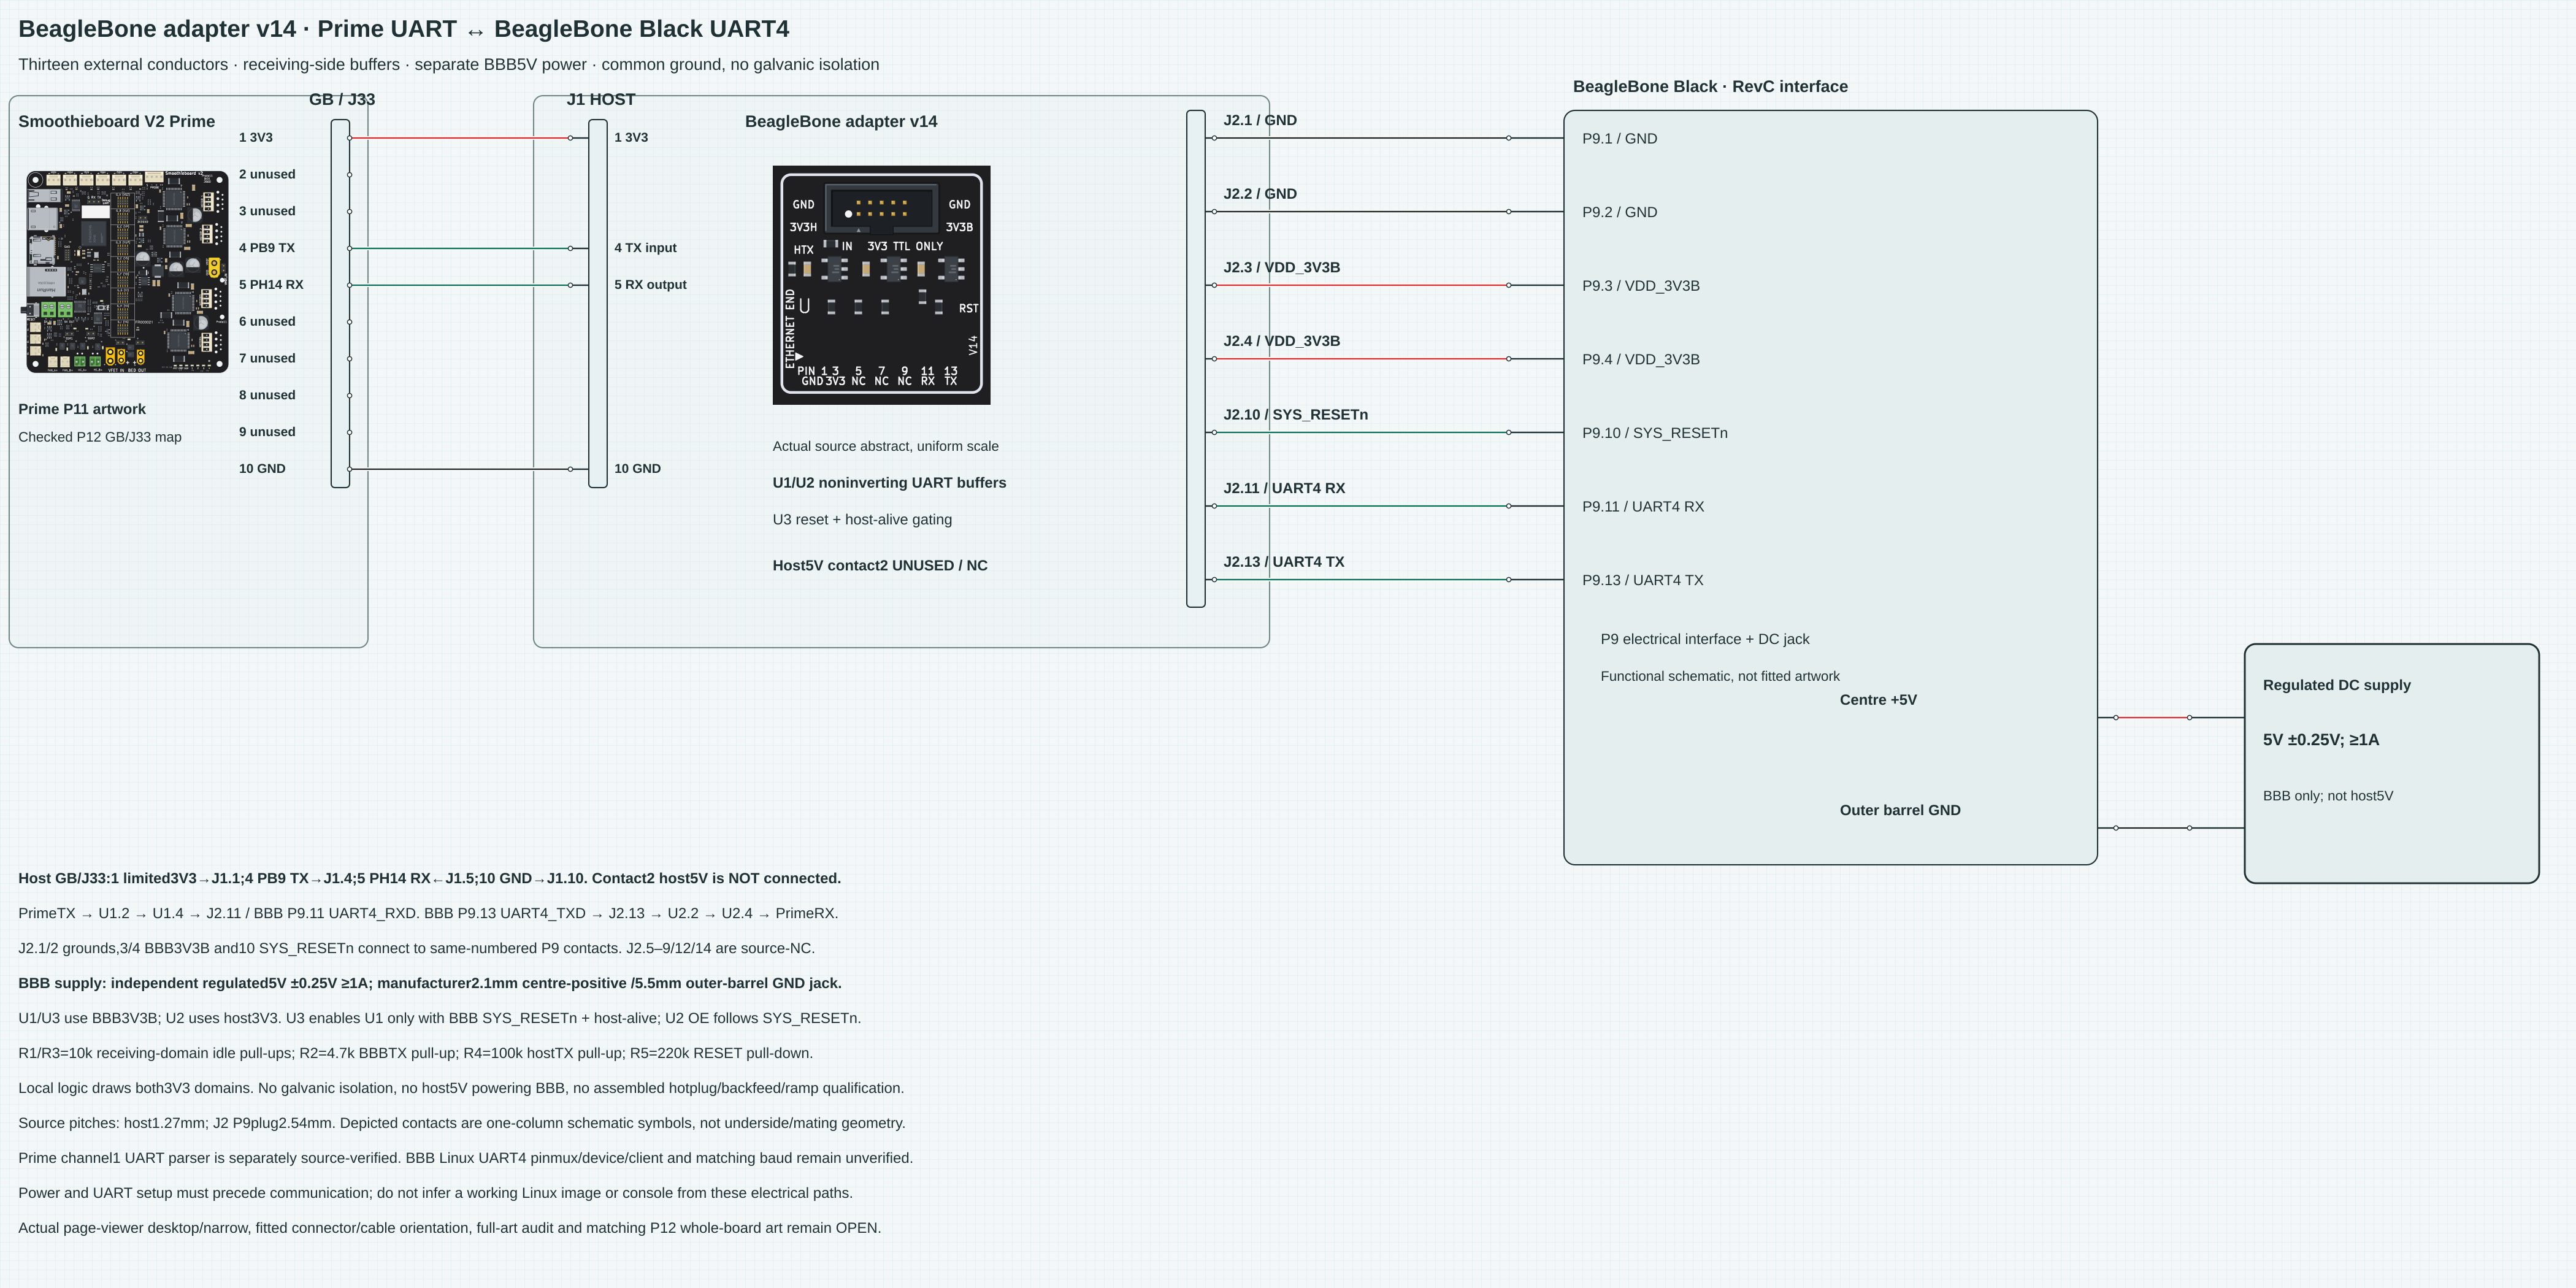 BeagleBone adapter v14 · Prime UART ↔ BeagleBone Black UART4
Thirteen external conductors · receiving-side buffers · separate BBB5V power · common ground, no galvanic isolation
BeagleBone Black · RevC interface
GB / J33
J1 HOST
Smoothieboard V2 Prime
BeagleBone adapter v14
1 3V3
2 unused
3 unused
4 PB9 TX
5 PH14 RX
6 unused
7 unused
8 unused
9 unused
10 GND
Prime P11 artwork
Checked P12 GB/J33 map
1 3V3
4 TX input
5 RX output
10 GND
GND GND
3V3H 3V3B
HTX IN 3V3 TTL ONLY
ETHERNET END
RST
V14
PIN 1 3 5 7 9 11 13
GND 3V3 NC NC NC RX TX
Actual source abstract, uniform scale
U1/U2 noninverting UART buffers
U3 reset + host-alive gating
Host5V contact2 UNUSED / NC
J2.1 / GND
J2.2 / GND
J2.3 / VDD_3V3B
J2.4 / VDD_3V3B
J2.10 / SYS_RESETn
J2.11 / UART4 RX
J2.13 / UART4 TX
P9.1 / GND
P9.2 / GND
P9.3 / VDD_3V3B
P9.4 / VDD_3V3B
P9.10 / SYS_RESETn
P9.11 / UART4 RX
P9.13 / UART4 TX
P9 electrical interface + DC jack
Functional schematic, not fitted artwork
Centre +5V
Outer barrel GND
Regulated DC supply
5V ±0.25V; ≥1A
BBB only; not host5V
Host GB/J33:1 limited3V3→J1.1;4 PB9 TX→J1.4;5 PH14 RX←J1.5;10 GND→J1.10. Contact2 host5V is NOT connected.
PrimeTX → U1.2 → U1.4 → J2.11 / BBB P9.11 UART4_RXD. BBB P9.13 UART4_TXD → J2.13 → U2.2 → U2.4 → PrimeRX.
J2.1/2 grounds,3/4 BBB3V3B and10 SYS_RESETn connect to same-numbered P9 contacts. J2.5–9/12/14 are source-NC.
BBB supply: independent regulated5V ±0.25V ≥1A; manufacturer2.1mm centre-positive /5.5mm outer-barrel GND jack.
U1/U3 use BBB3V3B; U2 uses host3V3. U3 enables U1 only with BBB SYS_RESETn + host-alive; U2 OE follows SYS_RESETn.
R1/R3=10k receiving-domain idle pull-ups; R2=4.7k BBBTX pull-up; R4=100k hostTX pull-up; R5=220k RESET pull-down.
Local logic draws both3V3 domains. No galvanic isolation, no host5V powering BBB, no assembled hotplug/backfeed/ramp qualification.
Source pitches: host1.27mm; J2 P9plug2.54mm. Depicted contacts are one-column schematic symbols, not underside/mating geometry.
Prime channel1 UART parser is separately source-verified. BBB Linux UART4 pinmux/device/client and matching baud remain unverified.
Power and UART setup must precede communication; do not infer a working Linux image or console from these electrical paths.
Actual page-viewer desktop/narrow, fitted connector/cable orientation, full-art audit and matching P12 whole-board art remain OPEN.